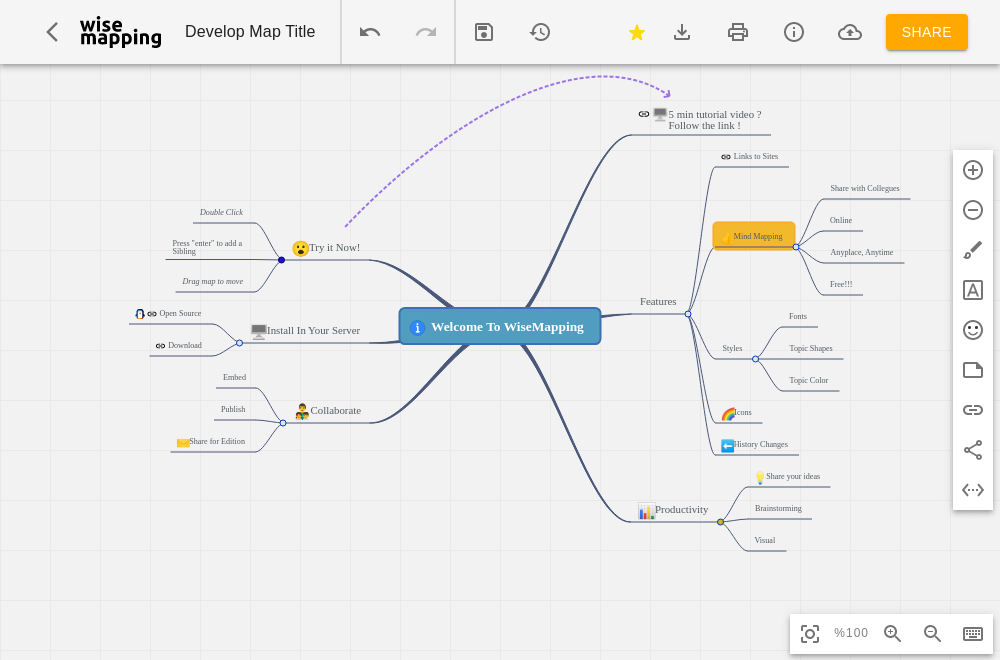 wise
mapping
Develop Map Title
SHARE
5 min tutorial video ?
Follow the link !
Links to Sites
Share with Collegues
Mind Mapping
Online
Anyplace, Anytime
Free!!!
Features
Fonts
Styles
Topic Shapes
Topic Color
Icons
History Changes
Share your ideas
Productivity
Brainstorming
Visual
Double Click
Press "enter" to add a
Sibling
Try it Now!
Drag map to move
Open Source
Install In Your Server
Download
Welcome To WiseMapping
Embed
Publish
Collaborate
Share for Edition
%100